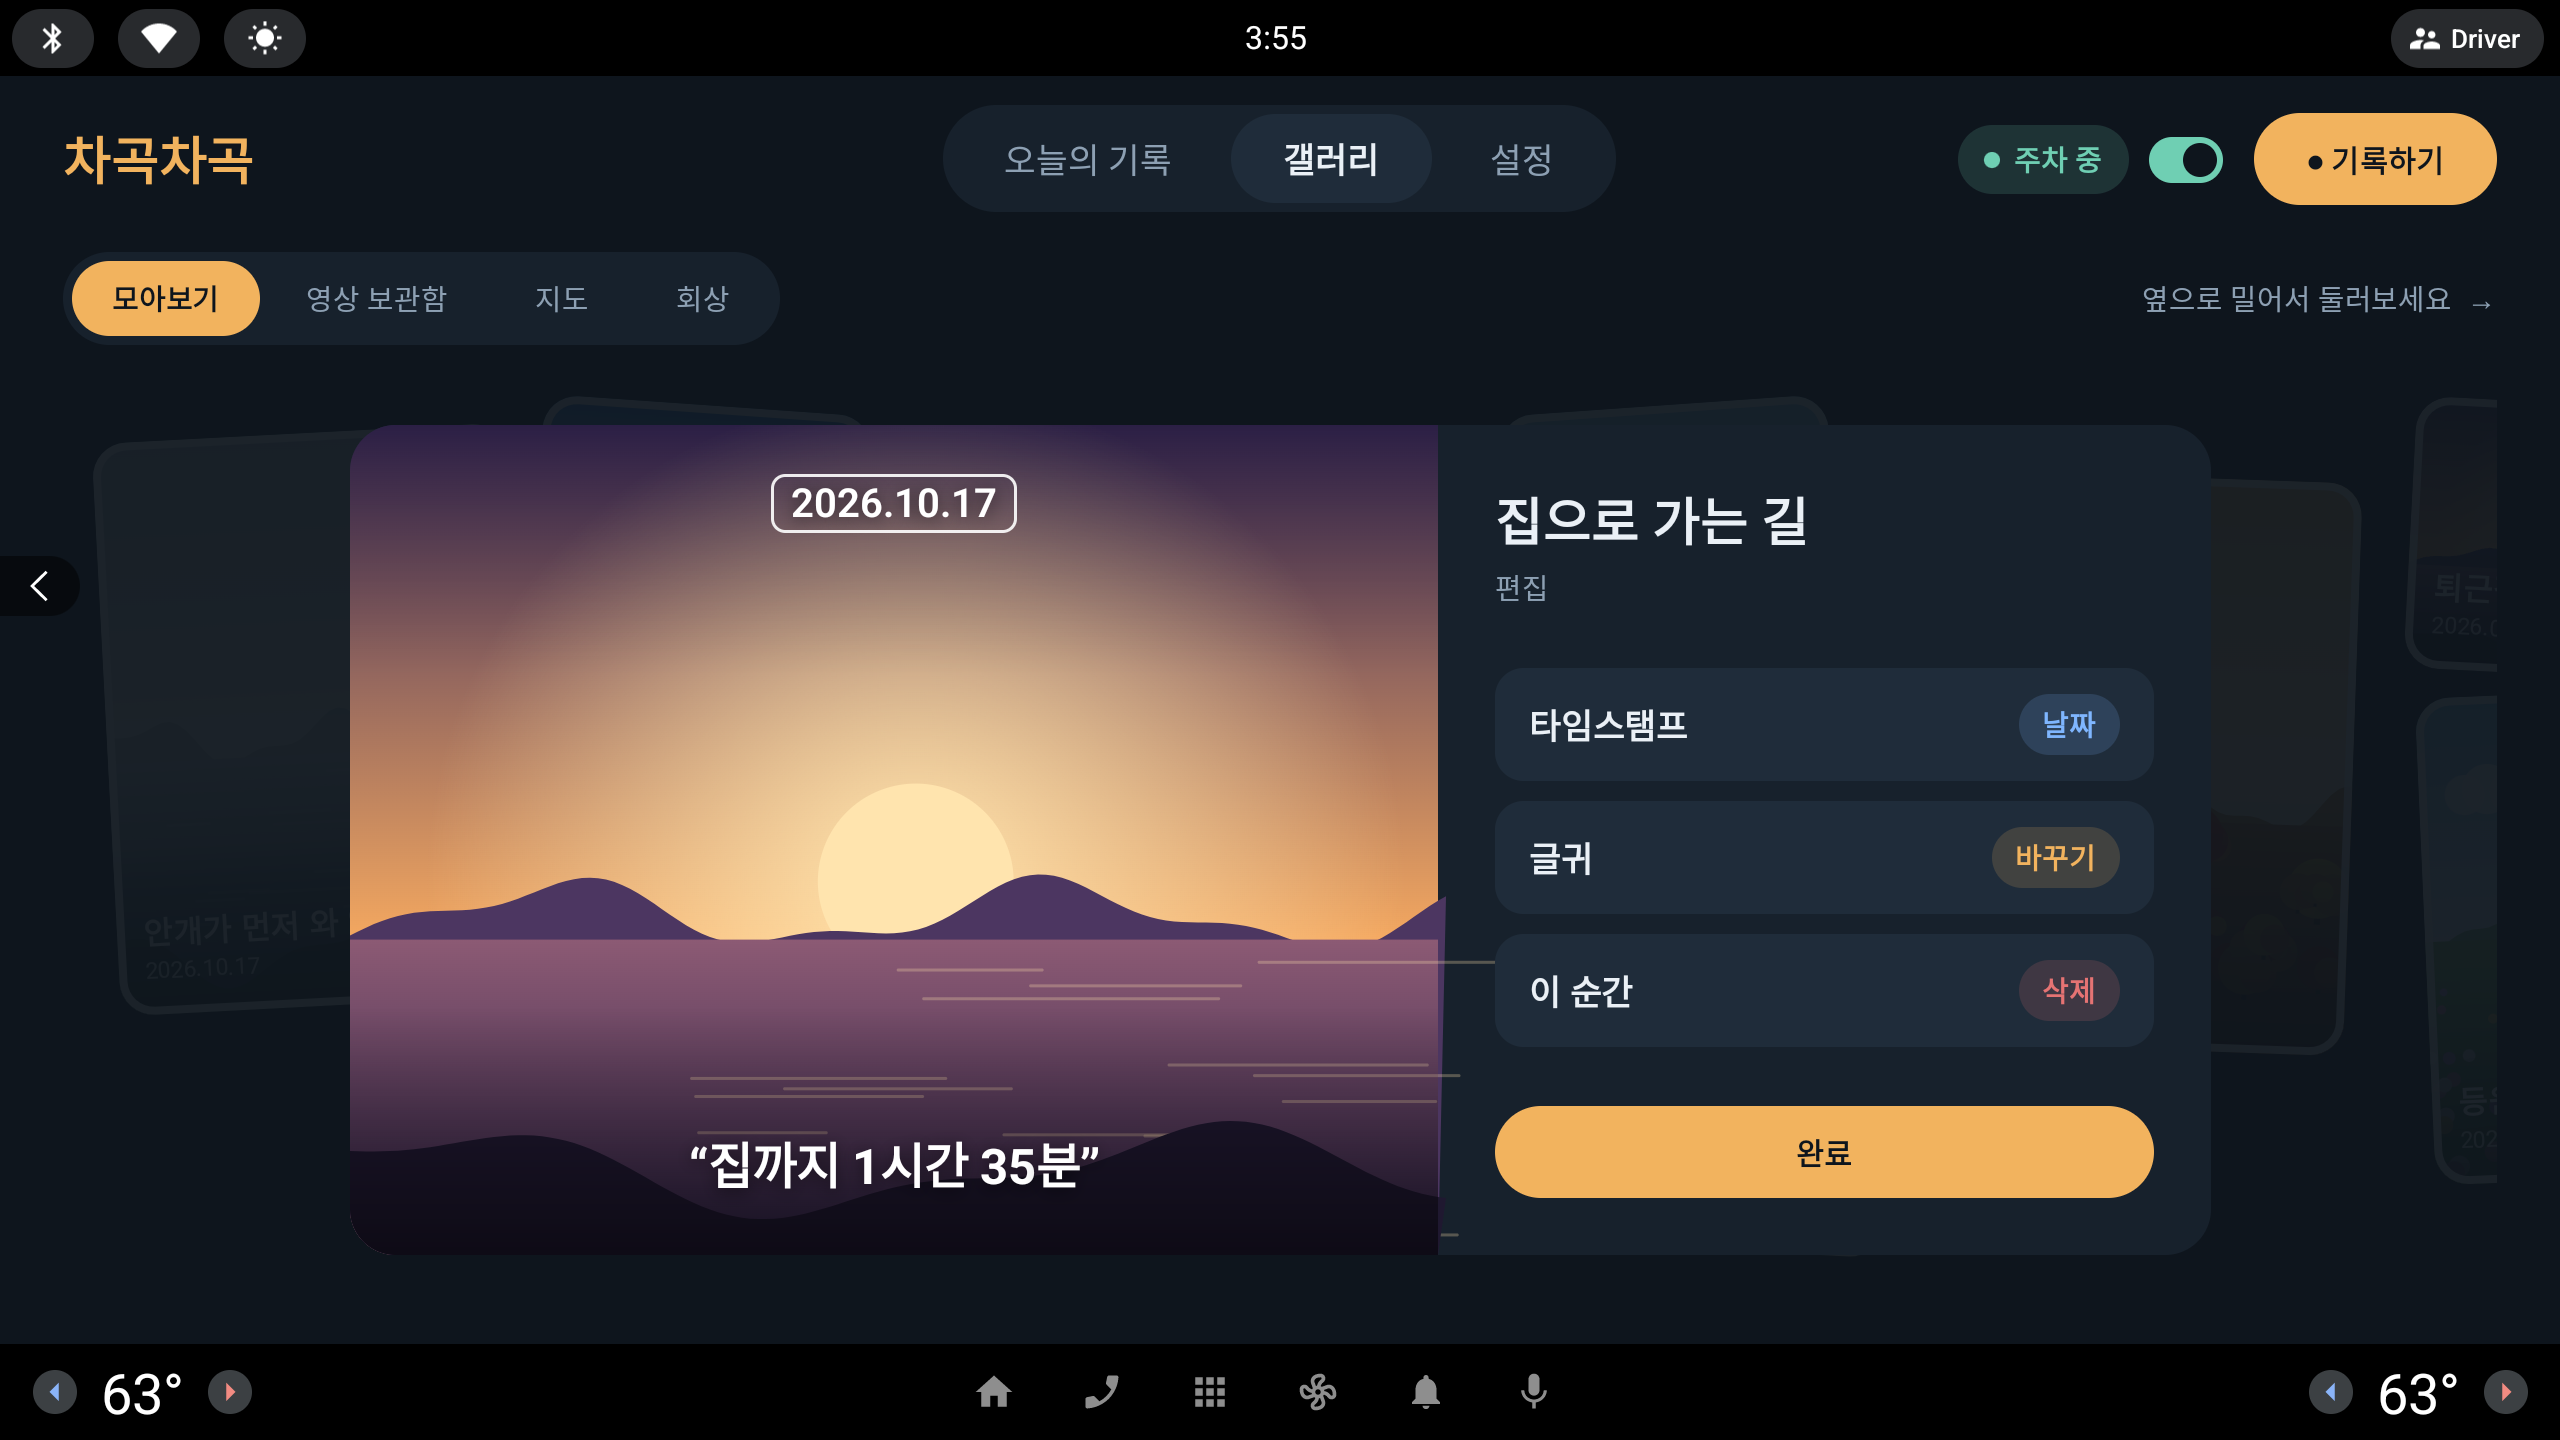 3:55
Driver
차곡차곡
오늘의 기록
갤러리
설정
주차 중
기록하기
모아보기
영상 보관함
지도
회상
옆으로 밀어서 둘러보세요 →
2026.10.17
집으로 가는 길
편집
타임스탬프
날짜
글귀
바꾸기
이 순간
삭제
“집까지 1시간 35분”
완료
안개가 먼저 와
2026.10.17
퇴근
63°
63°